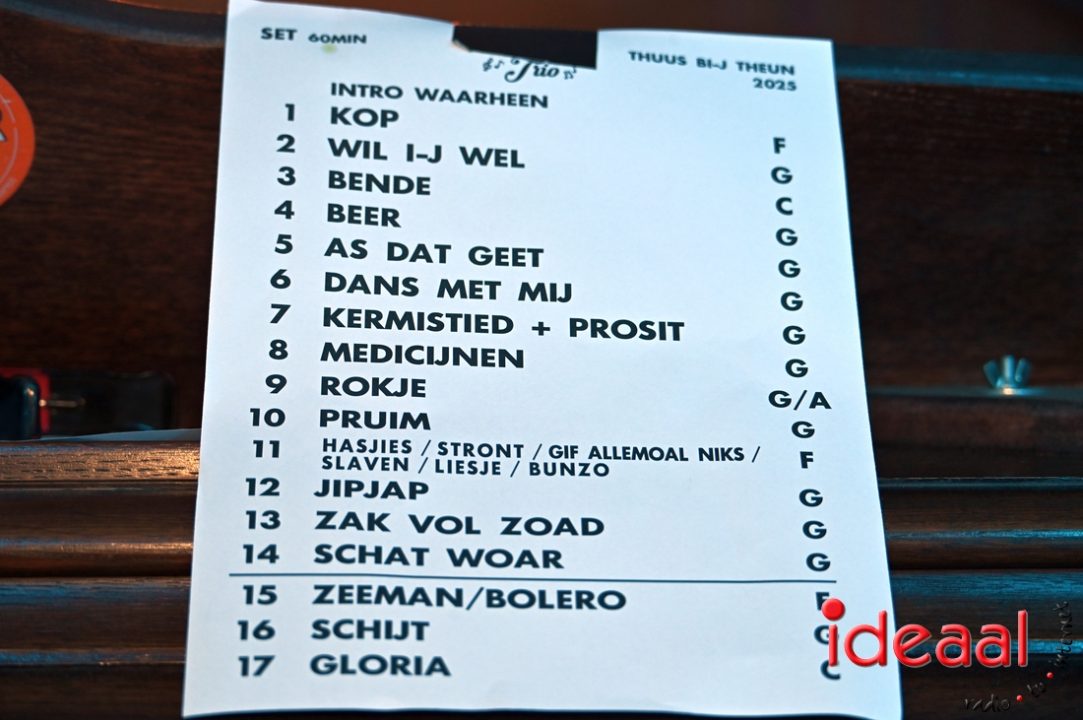 SET 60MIN
THUUS BI-J THEUN
2025
Trio
INTRO WAARHEEN
1 KOP F
2 WIL I-J WEL G
3 BENDE C
4 BEER G
5 AS DAT GEET G
6 DANS MET MIJ G
7 KERMISTIED + PROSIT G
8 MEDICIJNEN G
9 ROKJE G/A
10 PRUIM G
11 HASJIES / STRONT / GIF ALLEMOAL NIKS / F
SLAVEN / LIESJE / BUNZO
12 JIPJAP G
13 ZAK VOL ZOAD G
14 SCHAT WOAR G
15 ZEEMAN/BOLERO F
16 SCHIJT G
17 GLORIA C
ideaal
radio • tv • internet